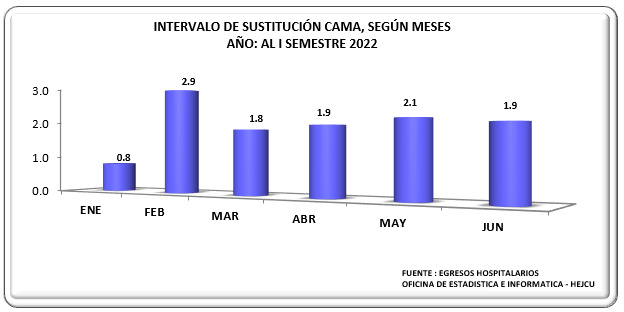 INTERVALO DE SUSTITUCIÓN CAMA, SEGÚN MESES
AÑO: AL I SEMESTRE 2022
3.0
2.0
1.0
0.0
0.8
2.9
1.8
1.9
2.1
1.9
ENE
FEB
MAR
ABR
MAY
JUN
FUENTE : EGRESOS HOSPITALARIOS
OFICINA DE ESTADISTICA E INFORMATICA - HEJCU